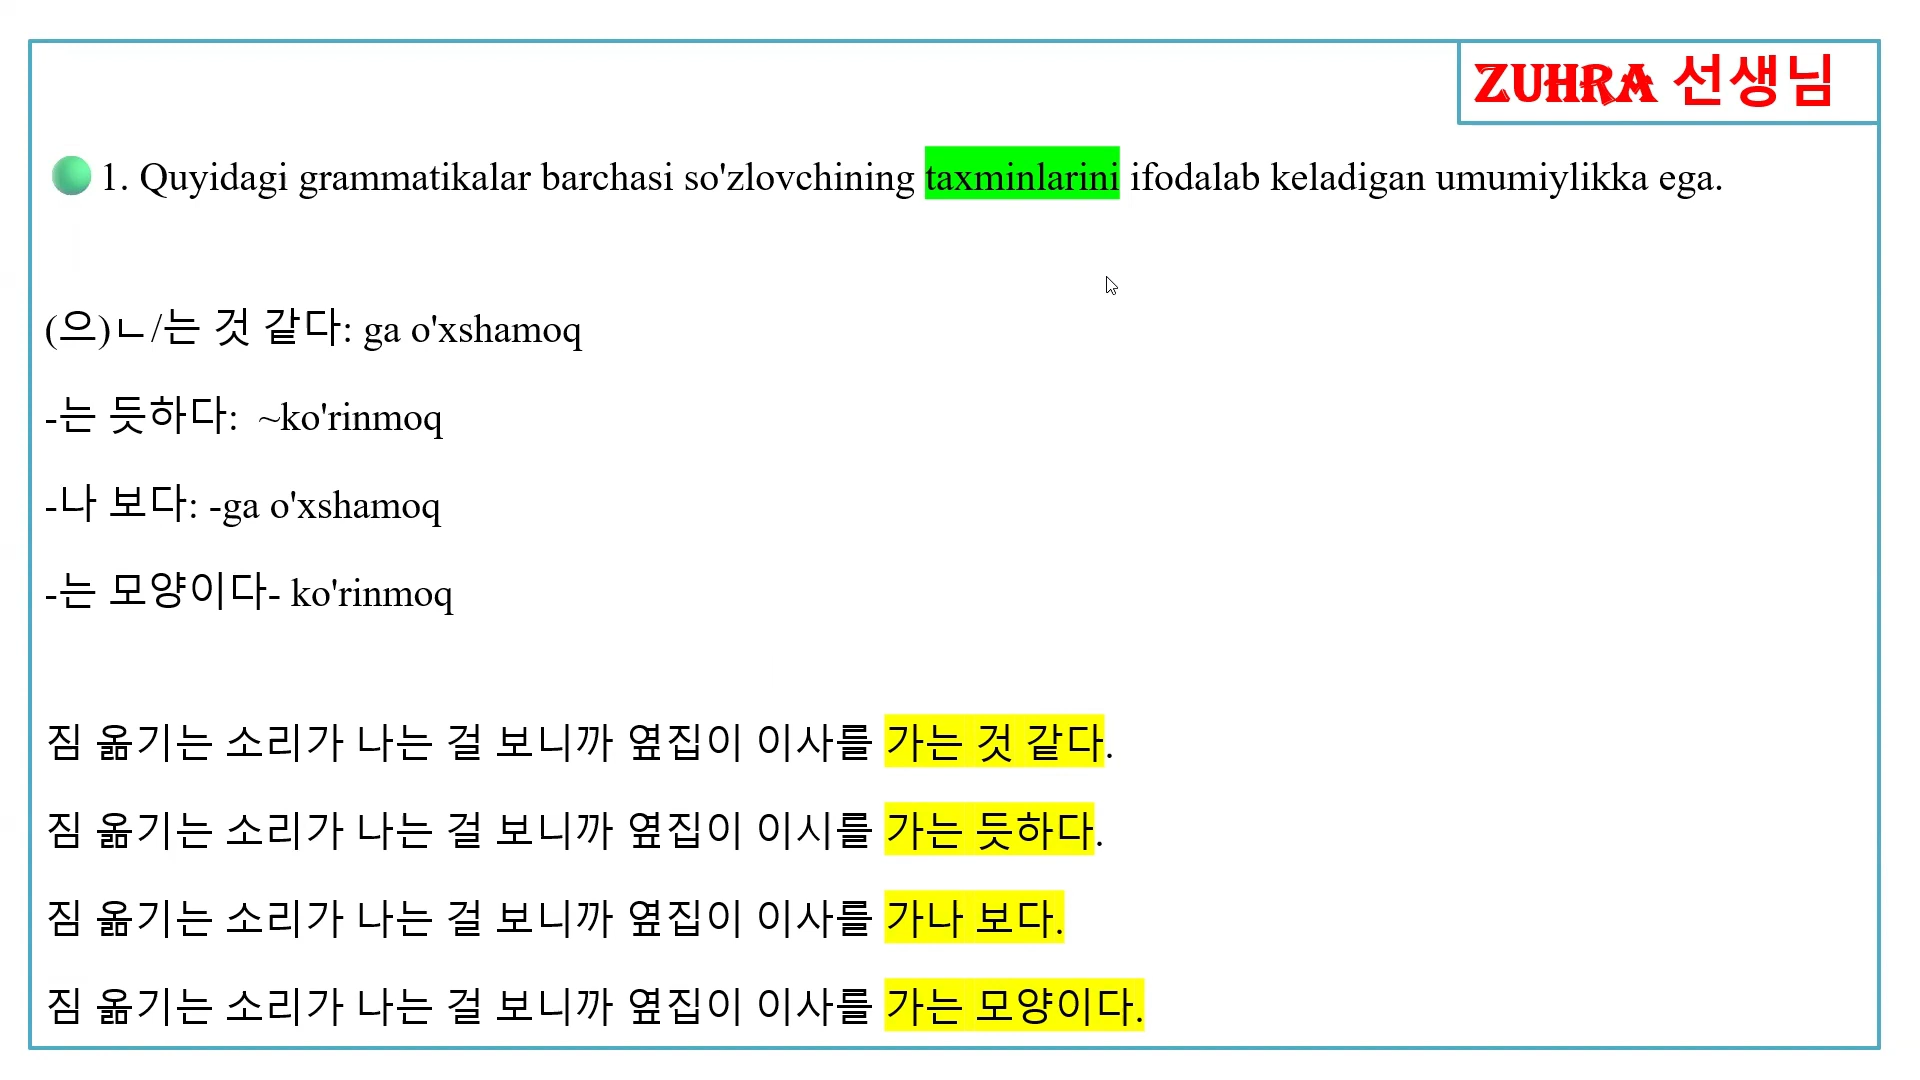 ZUHRA 선생님
1. Quyidagi grammatikalar barchasi so'zlovchining taxminlarini ifodalab keladigan umumiylikka ega.
(으)ㄴ/는 것 같다: ga o'xshamoq
-는 듯하다: ~ko'rinmoq
-나 보다: -ga o'xshamoq
-는 모양이다- ko'rinmoq
짐 옮기는 소리가 나는 걸 보니까 옆집이 이사를 가는 것 같다.
짐 옮기는 소리가 나는 걸 보니까 옆집이 이시를 가는 듯하다.
짐 옮기는 소리가 나는 걸 보니까 옆집이 이사를 가나 보다.
짐 옮기는 소리가 나는 걸 보니까 옆집이 이사를 가는 모양이다.